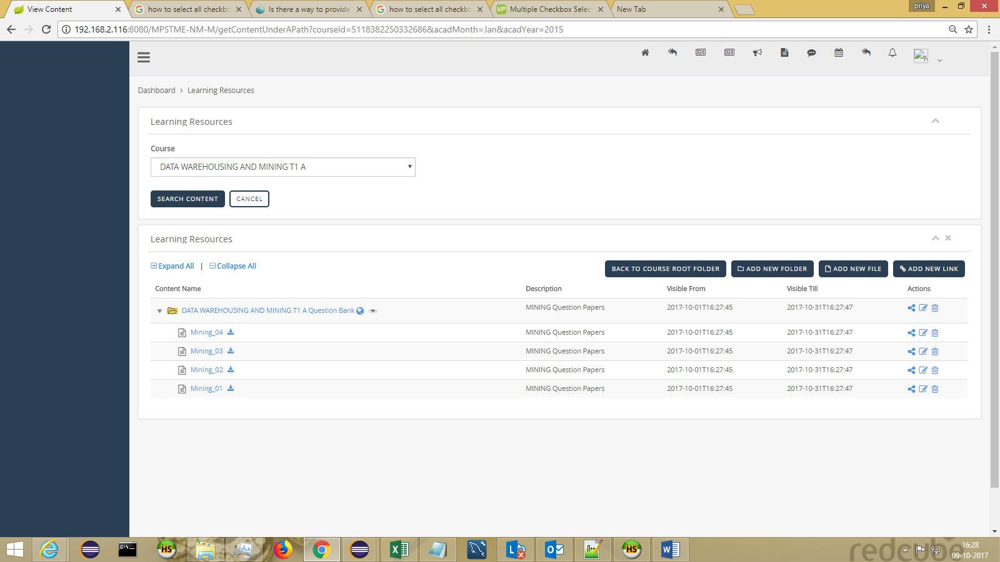 View Content
how to select all checkbo
Is there a way to provide
how to select all checkbo
VP Multiple Checkbox Select
New Tab
priya
192.168.2.116:8080/MPSTME-NM-M/getContentUnderAPath?courseId=5118382250332686&acadMonth=Jan&acadYear=2015
Dashboard > Learning Resources
Learning Resources
Course
DATA WAREHOUSING AND MINING T1 A
SEARCH CONTENT CANCEL
Learning Resources
Expand All | Collapse All
BACK TO COURSE ROOT FOLDER ADD NEW FOLDER ADD NEW FILE ADD NEW LINK
Content Name Description Visible From Visible Till Actions
DATA WAREHOUSING AND MINING T1 A Question Bank MINING Question Papers 2017-10-01T16:27:45 2017-10-31T16:27:47
Mining_04 MINING Question Papers 2017-10-01T16:27:45 2017-10-31T16:27:47
Mining_03 MINING Question Papers 2017-10-01T16:27:45 2017-10-31T16:27:47
Mining_02 MINING Question Papers 2017-10-01T16:27:45 2017-10-31T16:27:47
Mining_01 MINING Question Papers 2017-10-01T16:27:45 2017-10-31T16:27:47
redcube
16:28
09-10-2017